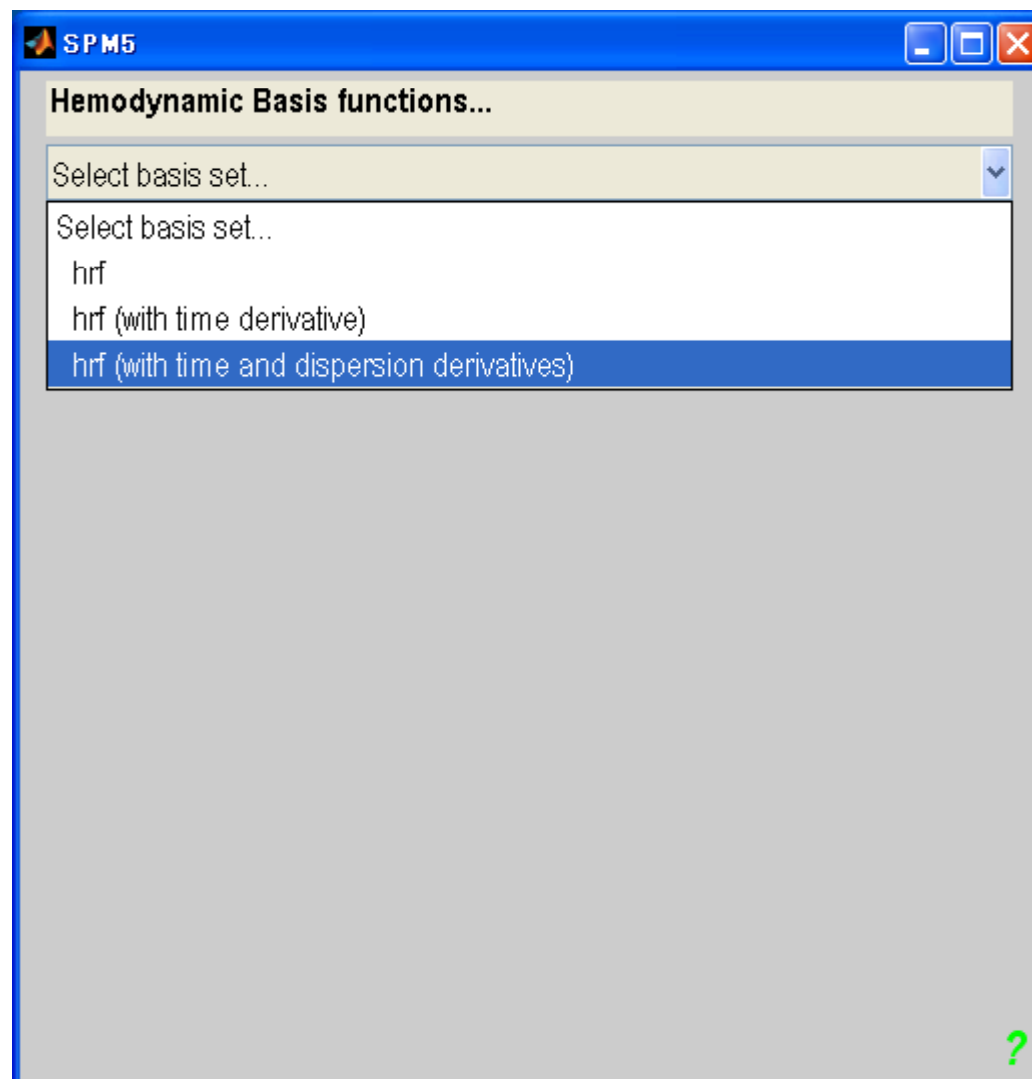 SPM5
Hemodynamic Basis functions...
Select basis set...
Select basis set...
hrf
hrf (with time derivative)
hrf (with time and dispersion derivatives)
?